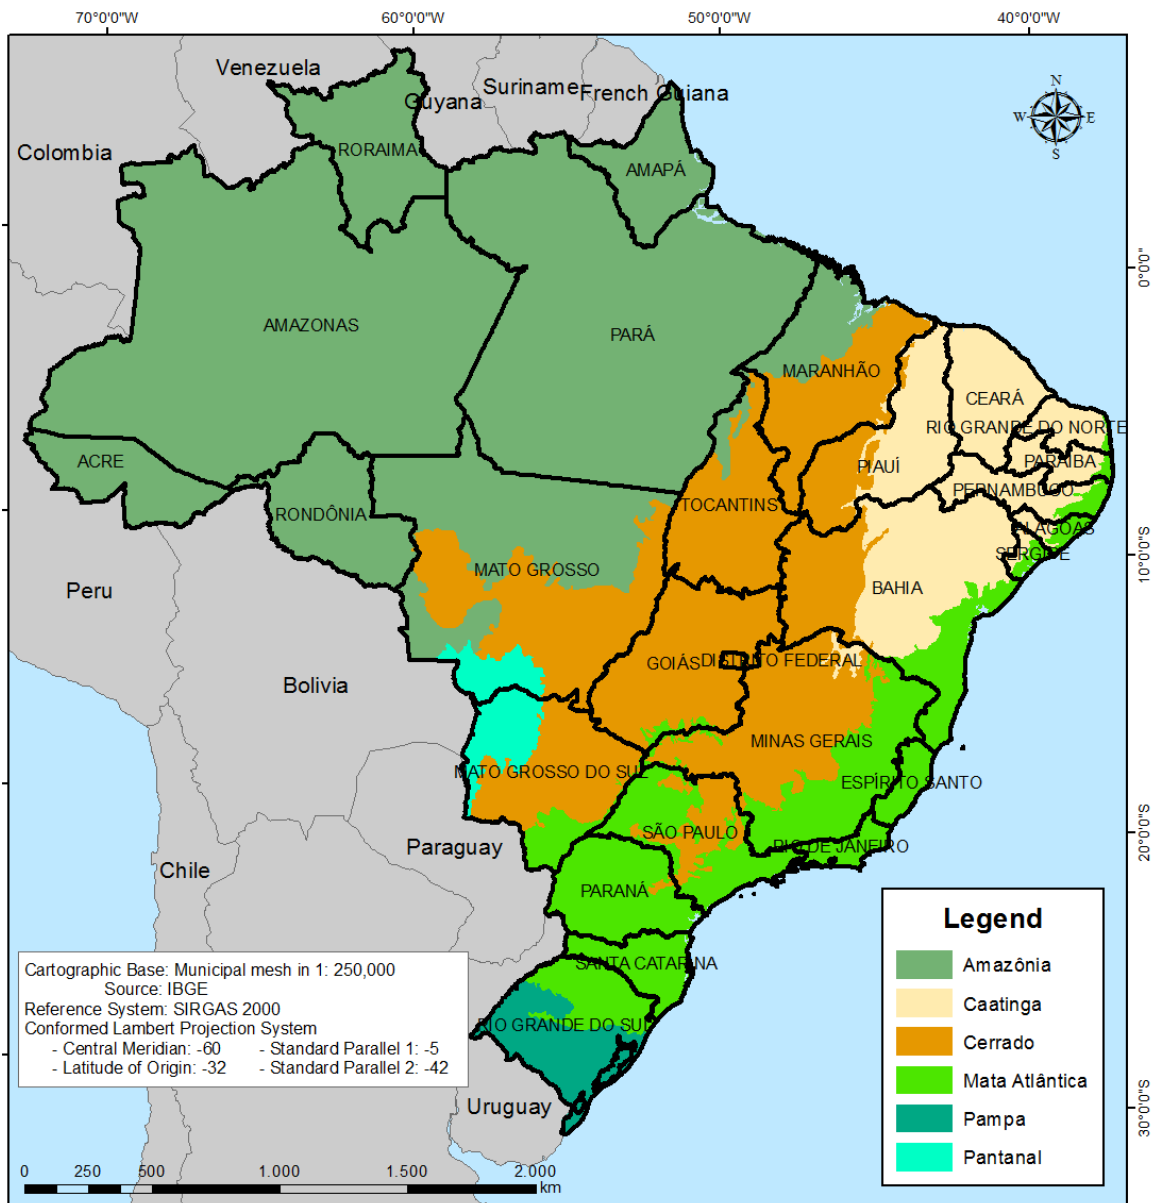 70°0'0"W
60°0'0"W
50°0'0"W
40°0'0"W
Venezuela
Guyana
Suriname
French Guiana
Colombia
N
W
E
S
RORAIMA
AMAPÁ
0°0'0"
AMAZONAS
PARÁ
MARANHÃO
CEARÁ
RIO GRANDE DO NORTE
ACRE
PIAUÍ
PARAIBA
PERNAMBUCO
RONDÔNIA
TOCANTINS
ALAGOAS
SERGIPE
10°0'0"S
MATO GROSSO
BAHIA
Peru
Bolivia
GOIÁS
DISTRITO FEDERAL
MINAS GERAIS
MATO GROSSO DO SUL
ESPÍRITO SANTO
SÃO PAULO
20°0'0"S
Paraguay
RIO DE JANEIRO
Chile
PARANÁ
SANTA CATARINA
RIO GRANDE DO SUL
Uruguay
30°0'0"S
Legend
Amazônia
Caatinga
Cerrado
Mata Atlântica
Pampa
Pantanal
Cartographic Base: Municipal mesh in 1: 250,000
Source: IBGE
Reference System: SIRGAS 2000
Conformed Lambert Projection System
- Central Meridian: -60 - Standard Parallel 1: -5
- Latitude of Origin: -32 - Standard Parallel 2: -42
0 250 500 1.000 1.500 2.000
km